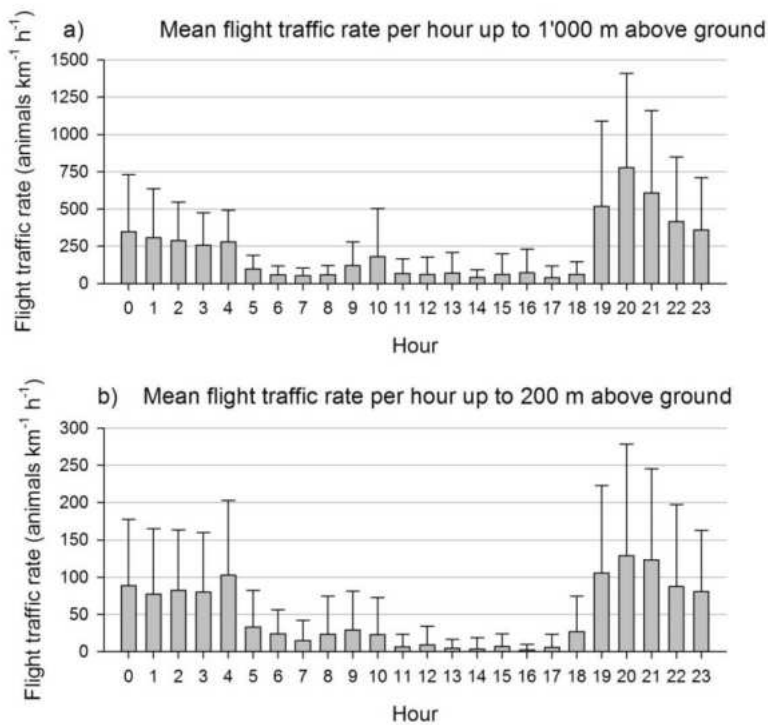 a) Mean flight traffic rate per hour up to 1'000 m above ground
Flight traffic rate (animals km⁻¹ h⁻¹)
1500
1250
1000
750
500
250
0
0 1 2 3 4 5 6 7 8 9 10 11 12 13 14 15 16 17 18 19 20 21 22 23
Hour
b) Mean flight traffic rate per hour up to 200 m above ground
Flight traffic rate (animals km⁻¹ h⁻¹)
300
250
200
150
100
50
0
0 1 2 3 4 5 6 7 8 9 10 11 12 13 14 15 16 17 18 19 20 21 22 23
Hour